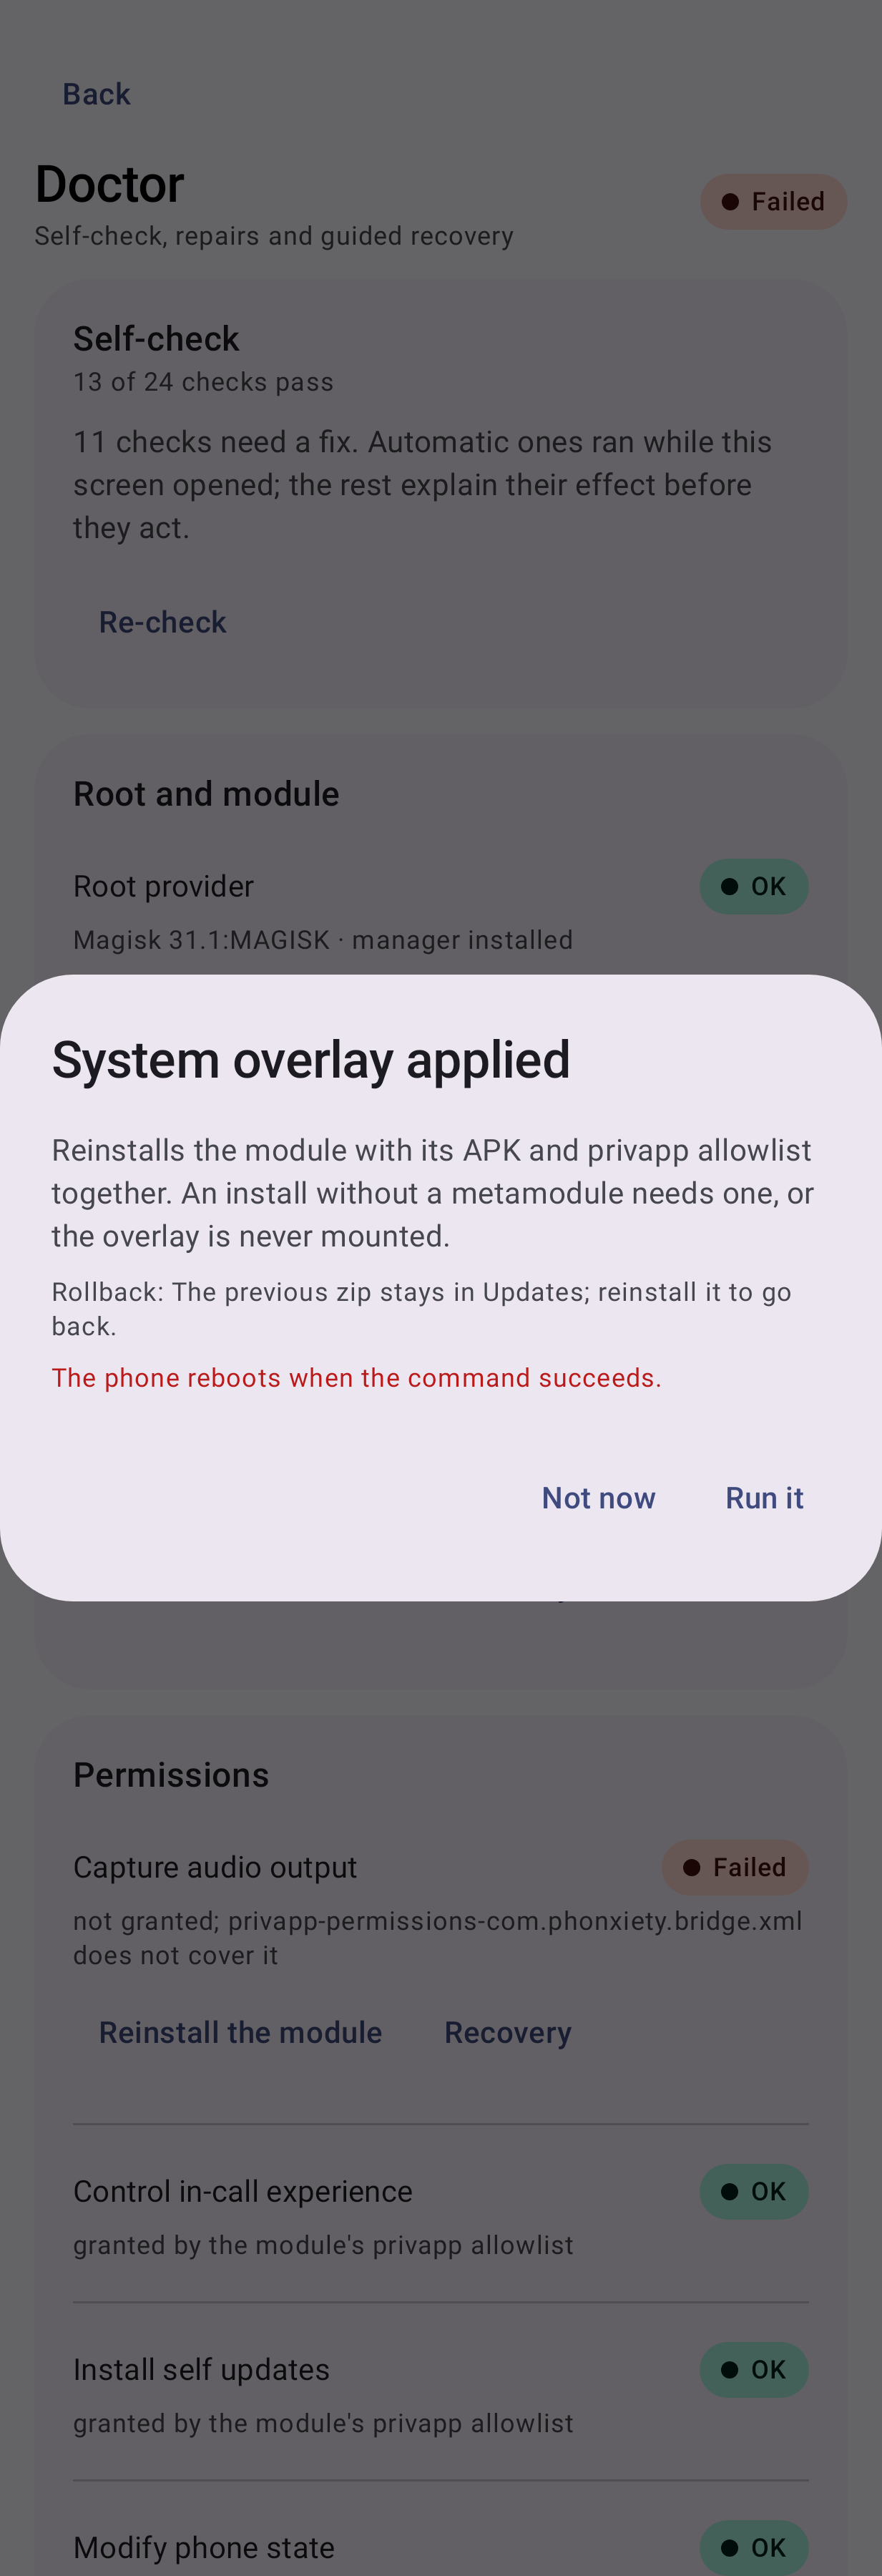 Back
Doctor
Failed
Self-check, repairs and guided recovery
Self-check
13 of 24 checks pass
11 checks need a fix. Automatic ones ran while this
screen opened; the rest explain their effect before
they act.
Re-check
Root and module
Root provider
OK
Magisk 31.1:MAGISK · manager installed
System overlay applied
Reinstalls the module with its APK and privapp allowlist
together. An install without a metamodule needs one, or
the overlay is never mounted.
Rollback: The previous zip stays in Updates; reinstall it to go
back.
The phone reboots when the command succeeds.
Not now
Run it
Permissions
Capture audio output
Failed
not granted; privapp-permissions-com.phonxiety.bridge.xml
does not cover it
Reinstall the module
Recovery
Control in-call experience
OK
granted by the module's privapp allowlist
Install self updates
OK
granted by the module's privapp allowlist
Modify phone state
OK